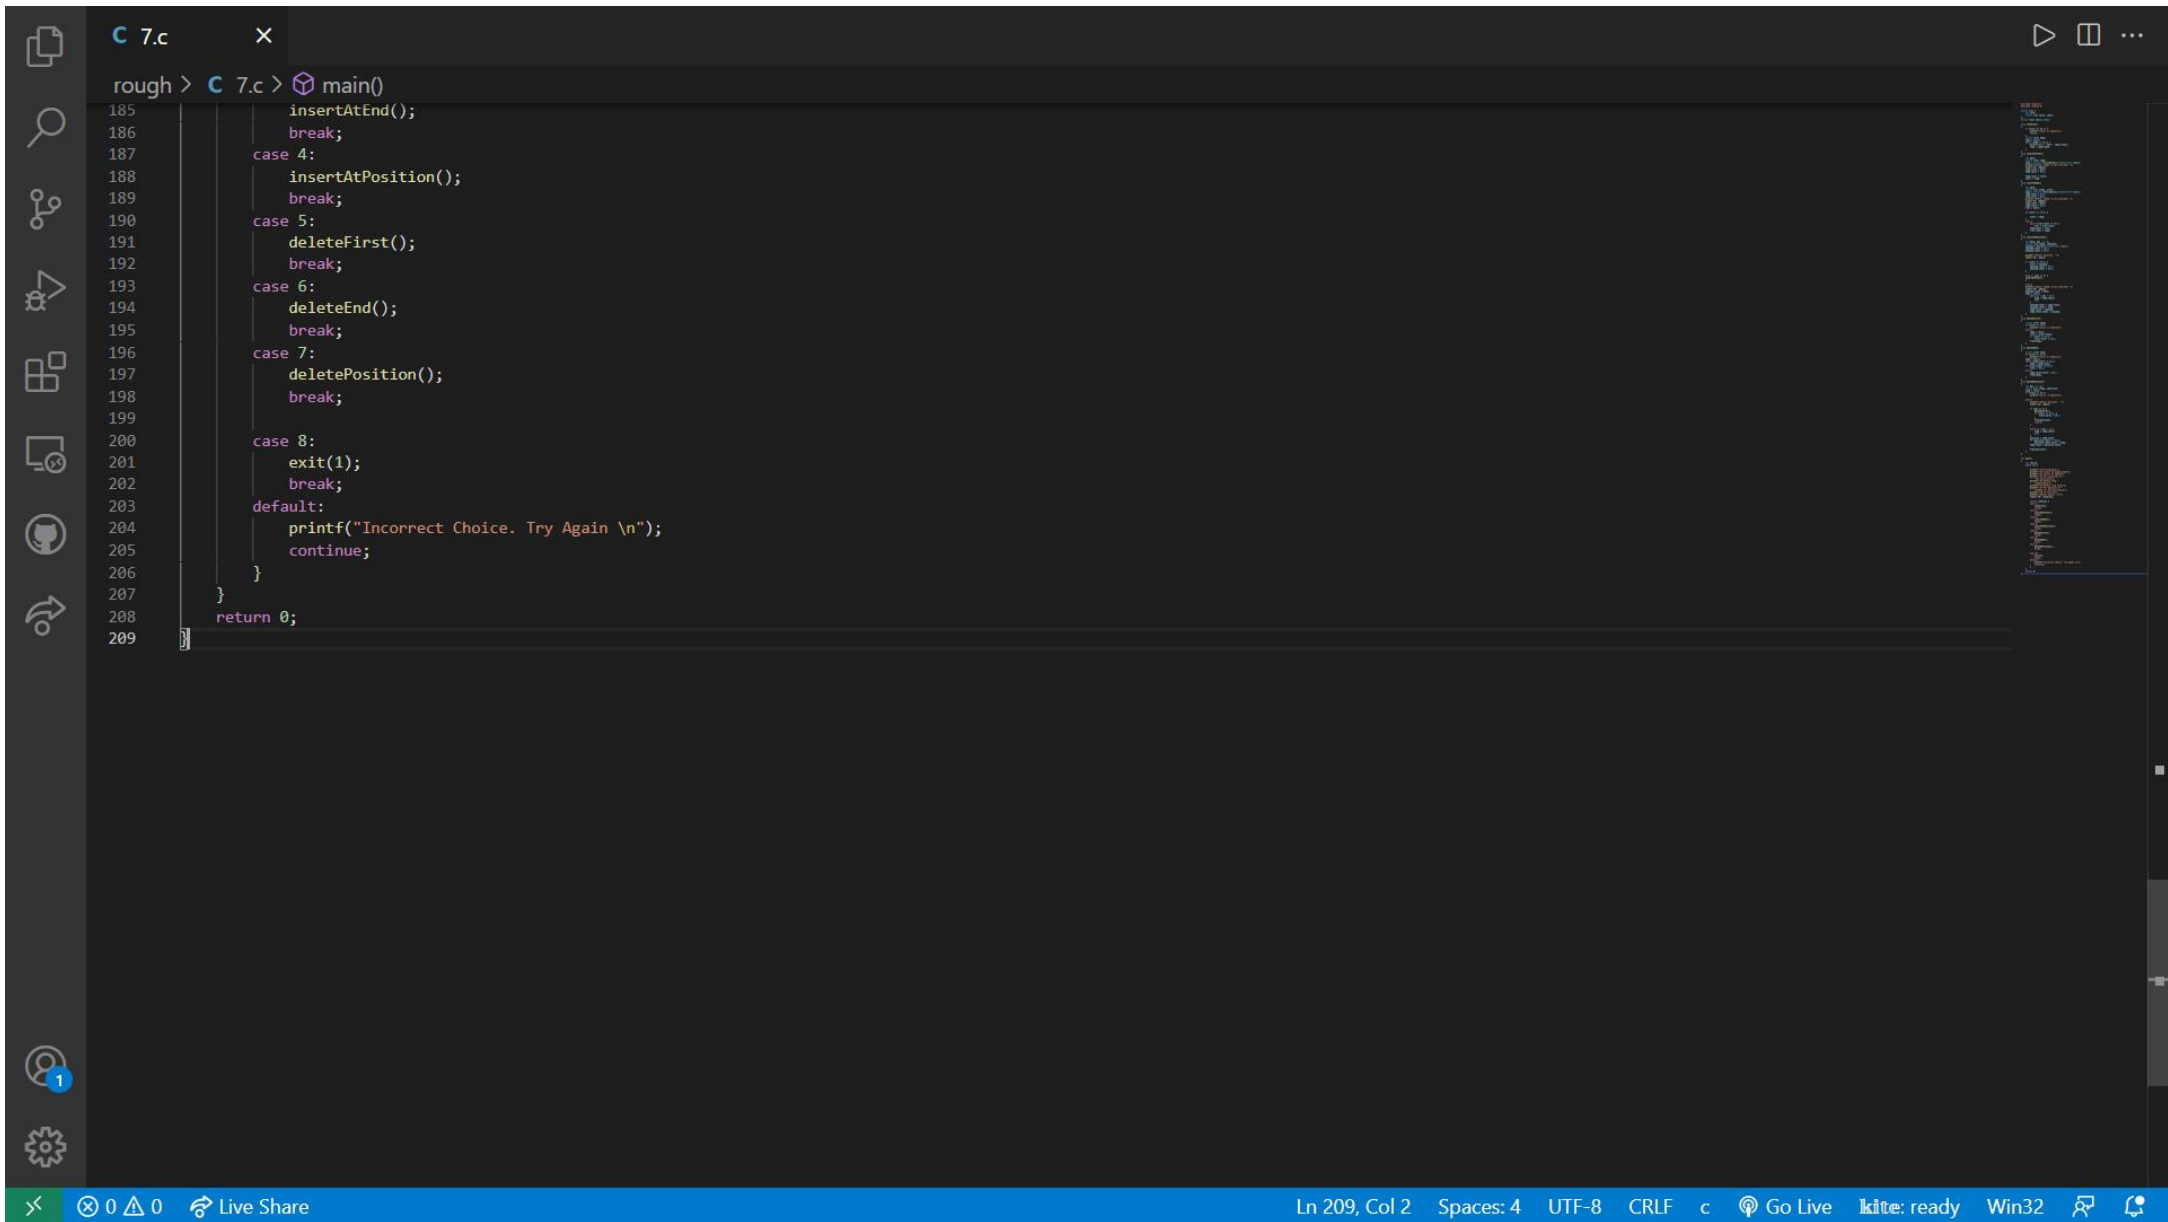 C 7.c
rough > C 7.c > main()
185 insertAtEnd();
186 break;
187 case 4:
188 insertAtPosition();
189 break;
190 case 5:
191 deleteFirst();
192 break;
193 case 6:
194 deleteEnd();
195 break;
196 case 7:
197 deletePosition();
198 break;
199
200 case 8:
201 exit(1);
202 break;
203 default:
204 printf("Incorrect Choice. Try Again \n");
205 continue;
206 }
207 }
208 return 0;
209 }
1
0 0 Live Share Ln 209, Col 2 Spaces: 4 UTF-8 CRLF c Go Live kite: ready Win32